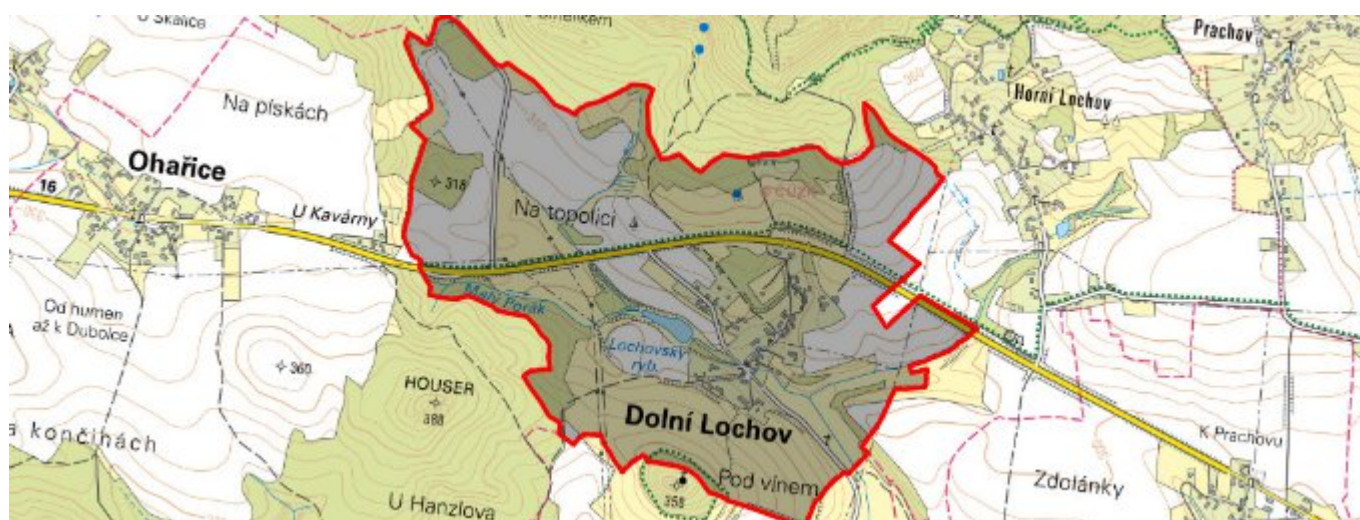 U Skalice
Prachov
Na pískách
Horní Lochov
Ohařice
318
16
U Kavárny
Na topolici
Malý Porák
Od humen
až k Dubolce
Lochovský
ryb.
360
HOUSER
388
Dolní Lochov
a končinách
K Prachovu
Pod vínem
Zdolánky
358
U Hanzlova